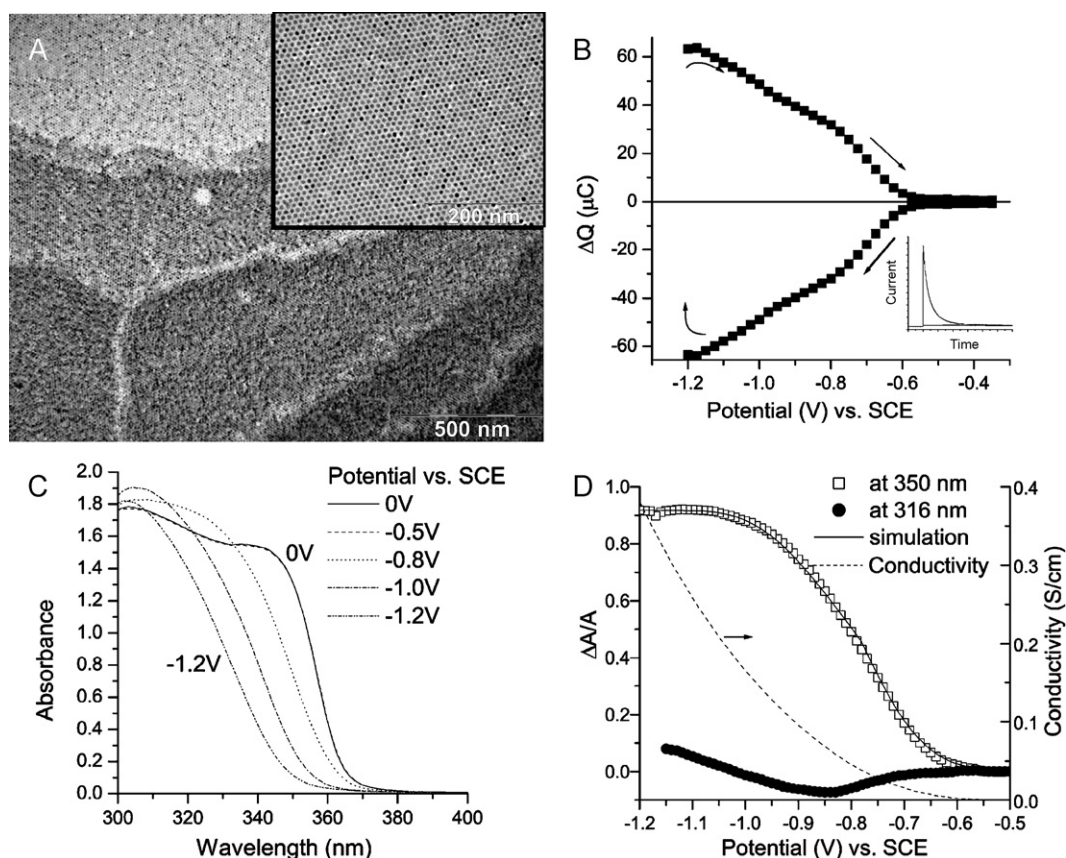 A
200 nm
500 nm
B
ΔQ (µC)
60
40
20
0
-20
-40
-60
-1.2
-1.0
-0.8
-0.6
-0.4
Potential (V) vs. SCE
Current
Time
C
Absorbance
2.0
1.8
1.6
1.4
1.2
1.0
0.8
0.6
0.4
0.2
0.0
300
320
340
360
380
400
Wavelength (nm)
Potential vs. SCE
0V
-0.5V
-0.8V
-1.0V
-1.2V
0V
-1.2V
D
at 350 nm
at 316 nm
simulation
Conductivity
ΔA/A
1.0
0.8
0.6
0.4
0.2
0.0
-1.2
-1.1
-1.0
-0.9
-0.8
-0.7
-0.6
-0.5
Potential (V) vs. SCE
0.4
0.3
0.2
0.1
0.0
Conductivity (S/cm)